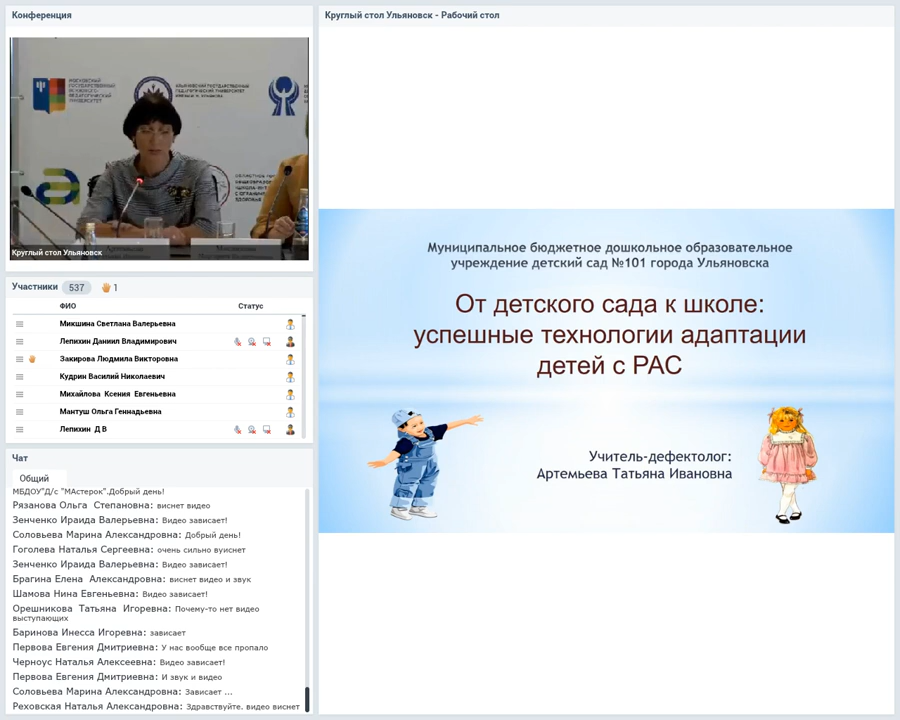 Конференция
МОСКОВСКИЙ
ГОСУДАРСТВЕННЫЙ
УНИВЕРСИТЕТ
Круглый стол Ульяновск
Участники 537 1
ФИО Статус
Микшина Светлана Валерьевна
Лепихин Даниил Владимирович
Закирова Людмила Викторовна
Кудрин Василий Николаевич
Михайлова Ксения Евгеньевна
Мантуш Ольга Геннадьевна
Лепихин Д В
Чат
Общий
МБДОУ"Д/с "МАстерок".Добрый день!
Рязанова Ольга Степановна: виснет видео
Зенченко Ираида Валерьевна: Видео зависает!
Соловьева Марина Александровна: Добрый день!
Гоголева Наталья Сергеевна: очень сильно вуиснет
Зенченко Ираида Валерьевна: Видео зависает!
Брагина Елена Александровна: виснет видео и звук
Шамова Нина Евгеньевна: Видео зависает!
Орешникова Татьяна Игоревна: Почему-то нет видео
выступающих
Баринова Инесса Игоревна: зависает
Первова Евгения Дмитриевна: У нас вообще все пропало
Черноус Наталья Алексеевна: Видео зависает!
Первова Евгения Дмитриевна: И звук и видео
Соловьева Марина Александровна: Зависает ...
Реховская Наталья Александровна: Здравствуйте. видео виснет
Круглый стол Ульяновск - Рабочий стол
Муниципальное бюджетное дошкольное образовательное
учреждение детский сад №101 города Ульяновска
От детского сада к школе:
успешные технологии адаптации
детей с РАС
Учитель-дефектолог:
Артемьева Татьяна Ивановна